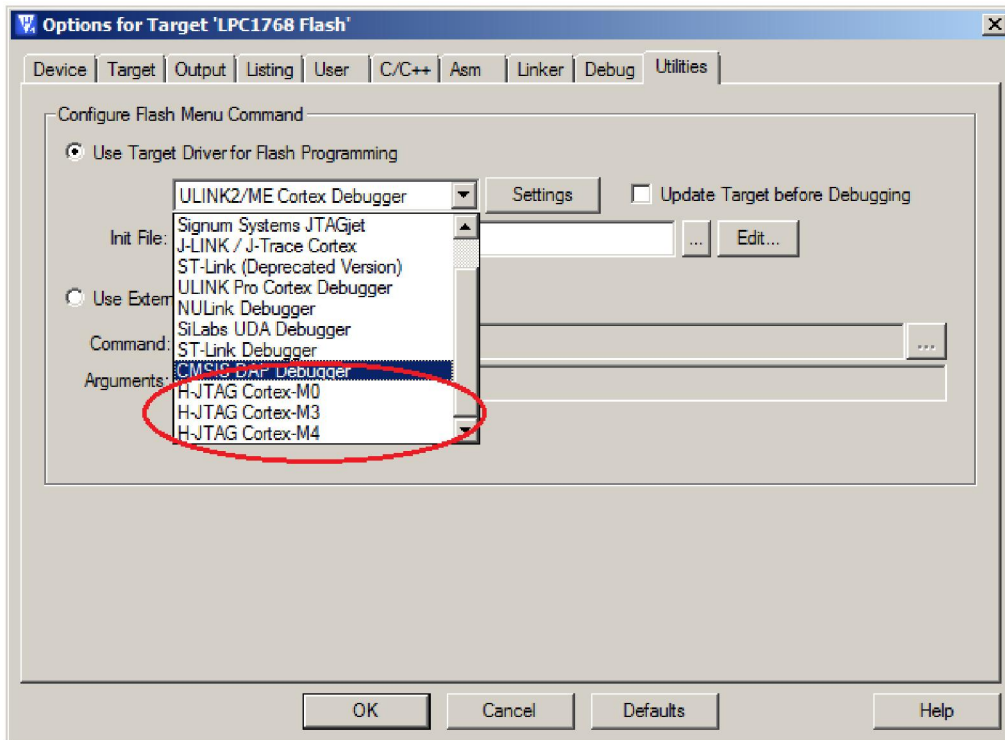 Options for Target 'LPC1768 Flash'
Device Target Output Listing User C/C++ Asm Linker Debug Utilities
Configure Flash Menu Command
Use Target Driver for Flash Programming
ULINK2/ME Cortex Debugger Settings Update Target before Debugging
Signum Systems JTAGjet
Init File: J-LINK / J-Trace Cortex ... Edit...
ST-Link (Deprecated Version)
ULINK Pro Cortex Debugger
Use Extern NULink Debugger
SiLabs UDA Debugger
Command: ST-Link Debugger ...
CMSIS-DAP Debugger
Arguments: H-JTAG Cortex-M0
H-JTAG Cortex-M3
H-JTAG Cortex-M4
OK Cancel Defaults Help